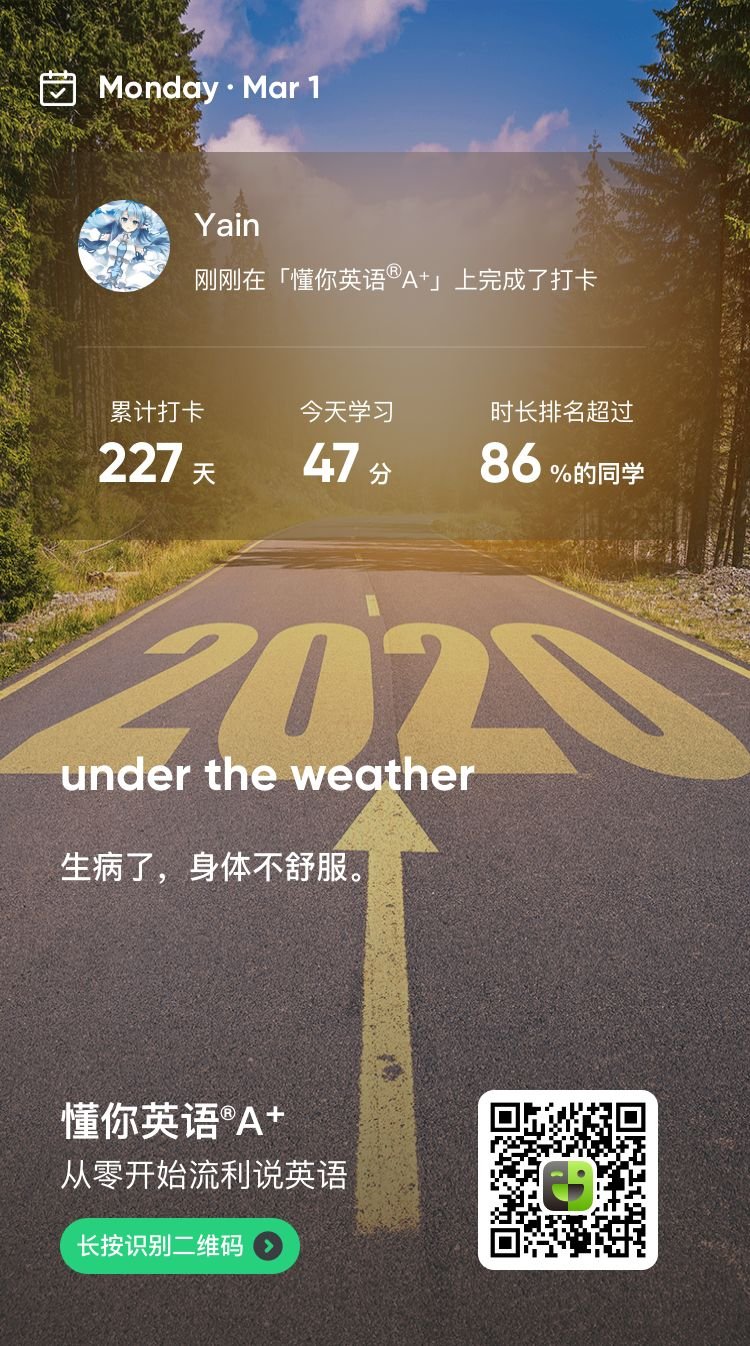 Monday · Mar 1
Yain
刚刚在「懂你英语®A⁺」上完成了打卡
累计打卡 今天学习 时长排名超过
227 天 47 分 86 %的同学
2020
under the weather
生病了，身体不舒服。
懂你英语®A⁺
从零开始流利说英语
长按识别二维码